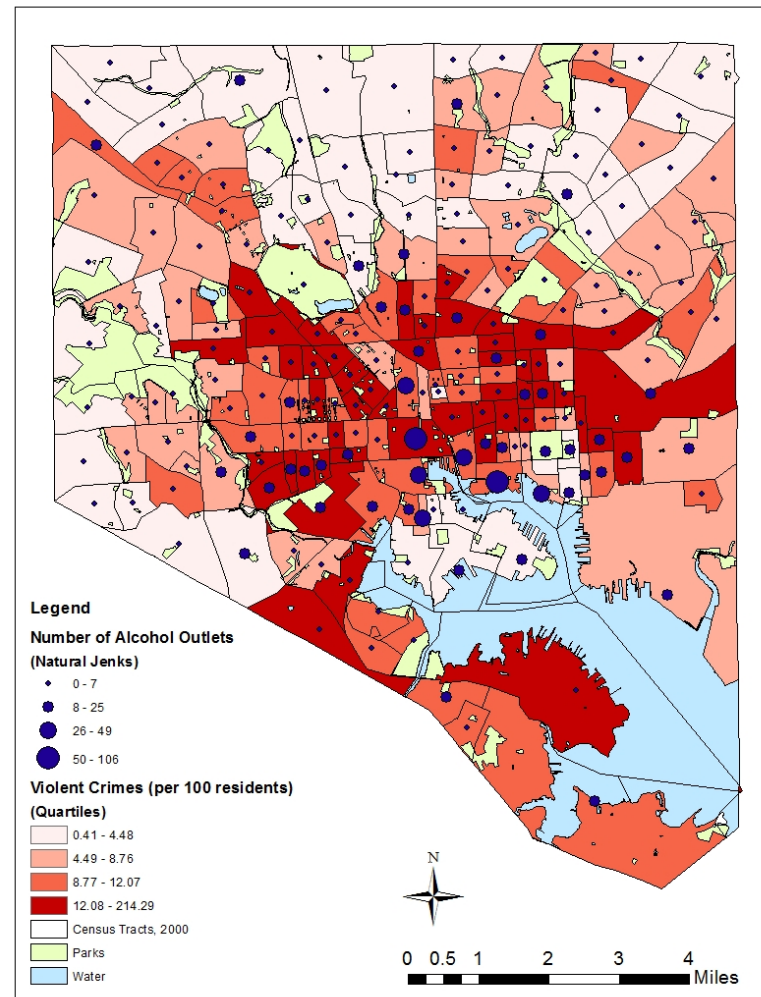 Legend
Number of Alcohol Outlets
(Natural Jenks)
0 - 7
8 - 25
26 - 49
50 - 106
Violent Crimes (per 100 residents)
(Quartiles)
0.41 - 4.48
4.49 - 8.76
8.77 - 12.07
12.08 - 214.29
Census Tracts, 2000
Parks
Water
N
0 0.5 1 2 3 4
Miles